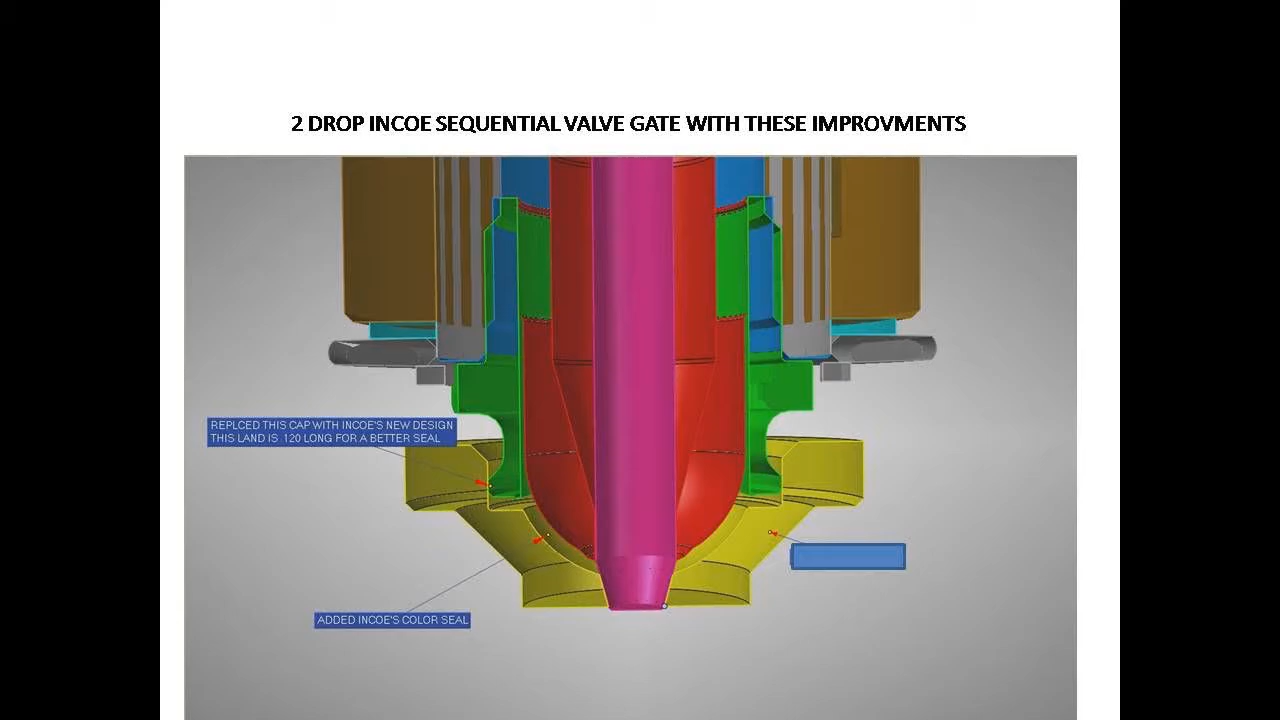 2 DROP INCOE SEQUENTIAL VALVE GATE WITH THESE IMPROVMENTS
REPLCED THIS CAP WITH INCOE'S NEW DESIGN
THIS LAND IS .120 LONG FOR A BETTER SEAL
ADDED INCOE'S COLOR SEAL